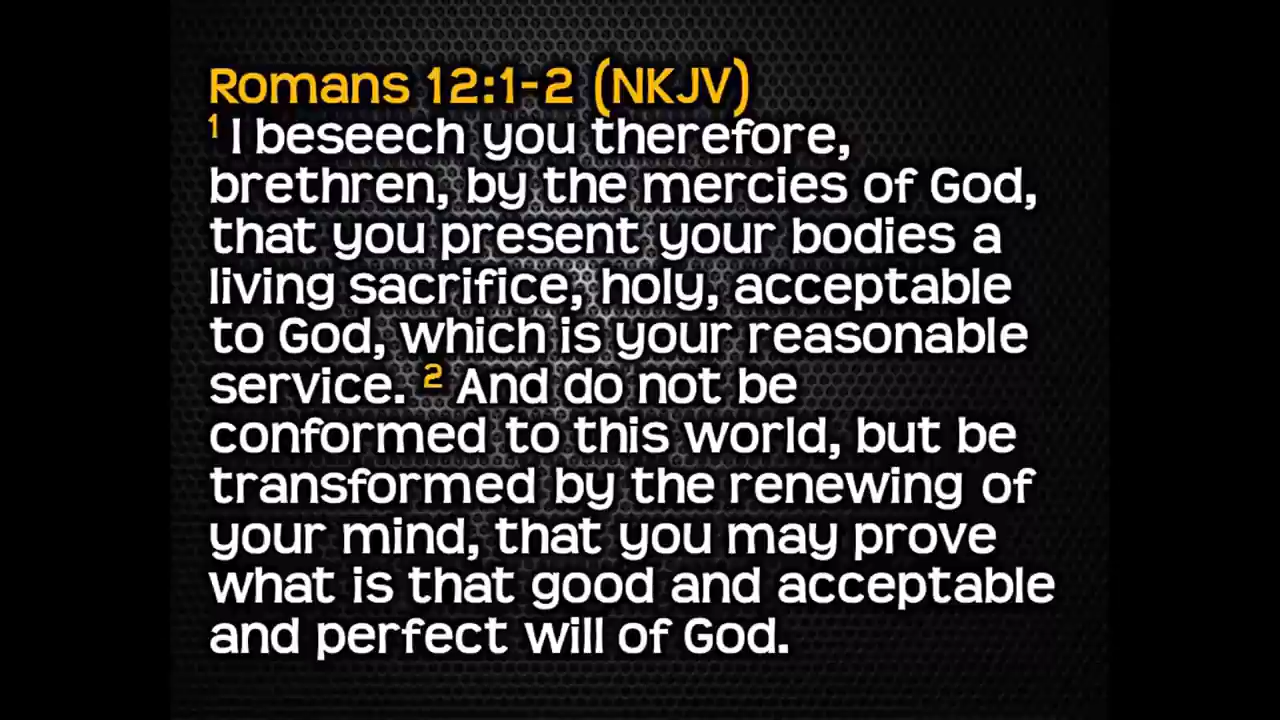 Romans 12:1-2 (NKJV)
1 I beseech you therefore,
brethren, by the mercies of God,
that you present your bodies a
living sacrifice, holy, acceptable
to God, which is your reasonable
service. 2 And do not be
conformed to this world, but be
transformed by the renewing of
your mind, that you may prove
what is that good and acceptable
and perfect will of God.